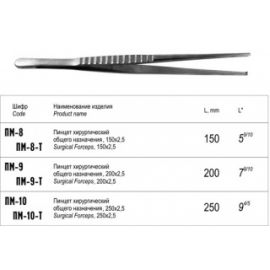 Шифр Наименование изделия L, mm L"
Code Product name
ПМ-8 Пинцет хирургический 150 5 9/10
ПМ-8-Т общего назначения, 150x2,5
Surgical Forceps, 150x2,5
ПМ-9 Пинцет хирургический 200 7 9/10
ПМ-9-Т общего назначения, 200x2,5
Surgical Forceps, 200x2,5
ПМ-10 Пинцет хирургический 250 9 4/5
ПМ-10-Т общего назначения, 250x2,5
Surgical Forceps, 250x2,5